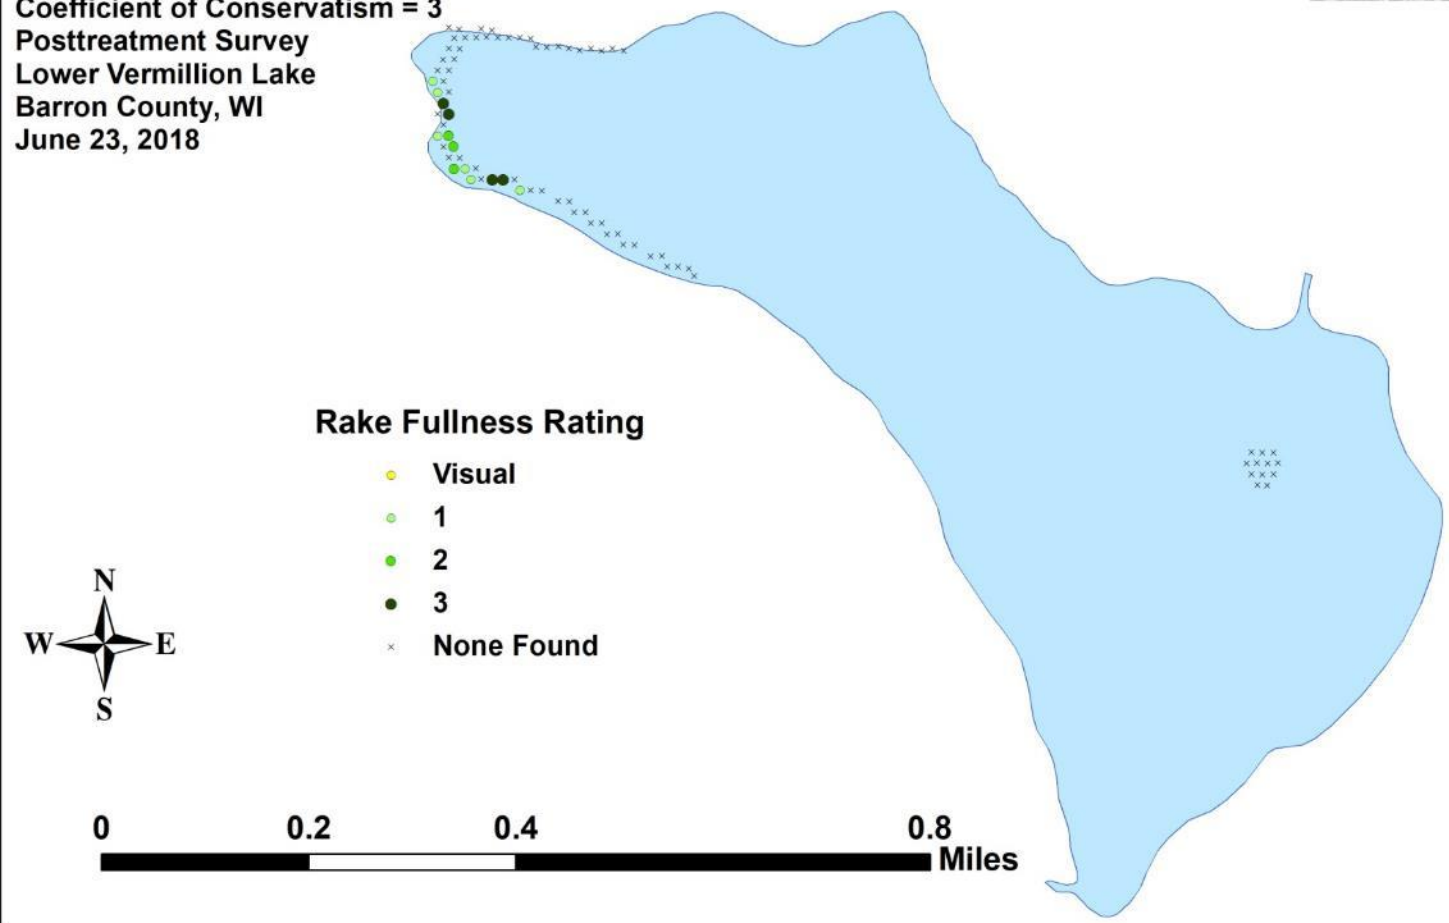 Coefficient of Conservatism = 3
Posttreatment Survey
Lower Vermillion Lake
Barron County, WI
June 23, 2018
Rake Fullness Rating
Visual
1
2
3
None Found
N
W E
S
0 0.2 0.4 0.8
Miles